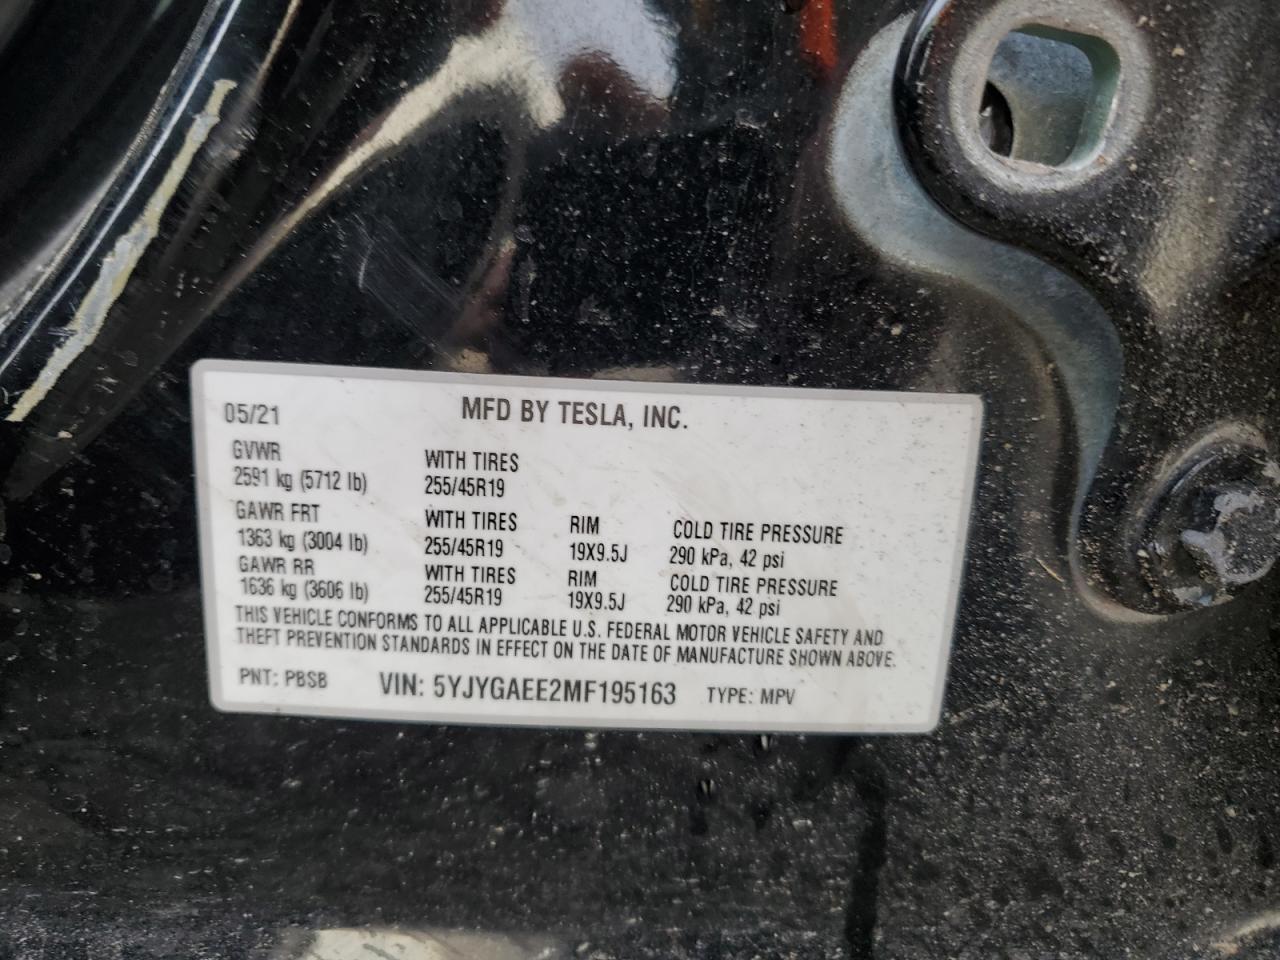 05/21 MFD BY TESLA, INC.
GVWR WITH TIRES
2591 kg (5712 lb) 255/45R19
GAWR FRT WITH TIRES RIM COLD TIRE PRESSURE
1363 kg (3004 lb) 255/45R19 19X9.5J 290 kPa, 42 psi
GAWR RR WITH TIRES RIM COLD TIRE PRESSURE
1636 kg (3606 lb) 255/45R19 19X9.5J 290 kPa, 42 psi
THIS VEHICLE CONFORMS TO ALL APPLICABLE U.S. FEDERAL MOTOR VEHICLE SAFETY AND
THEFT PREVENTION STANDARDS IN EFFECT ON THE DATE OF MANUFACTURE SHOWN ABOVE.
PNT: PBSB VIN: 5YJYGAEE2MF195163 TYPE: MPV